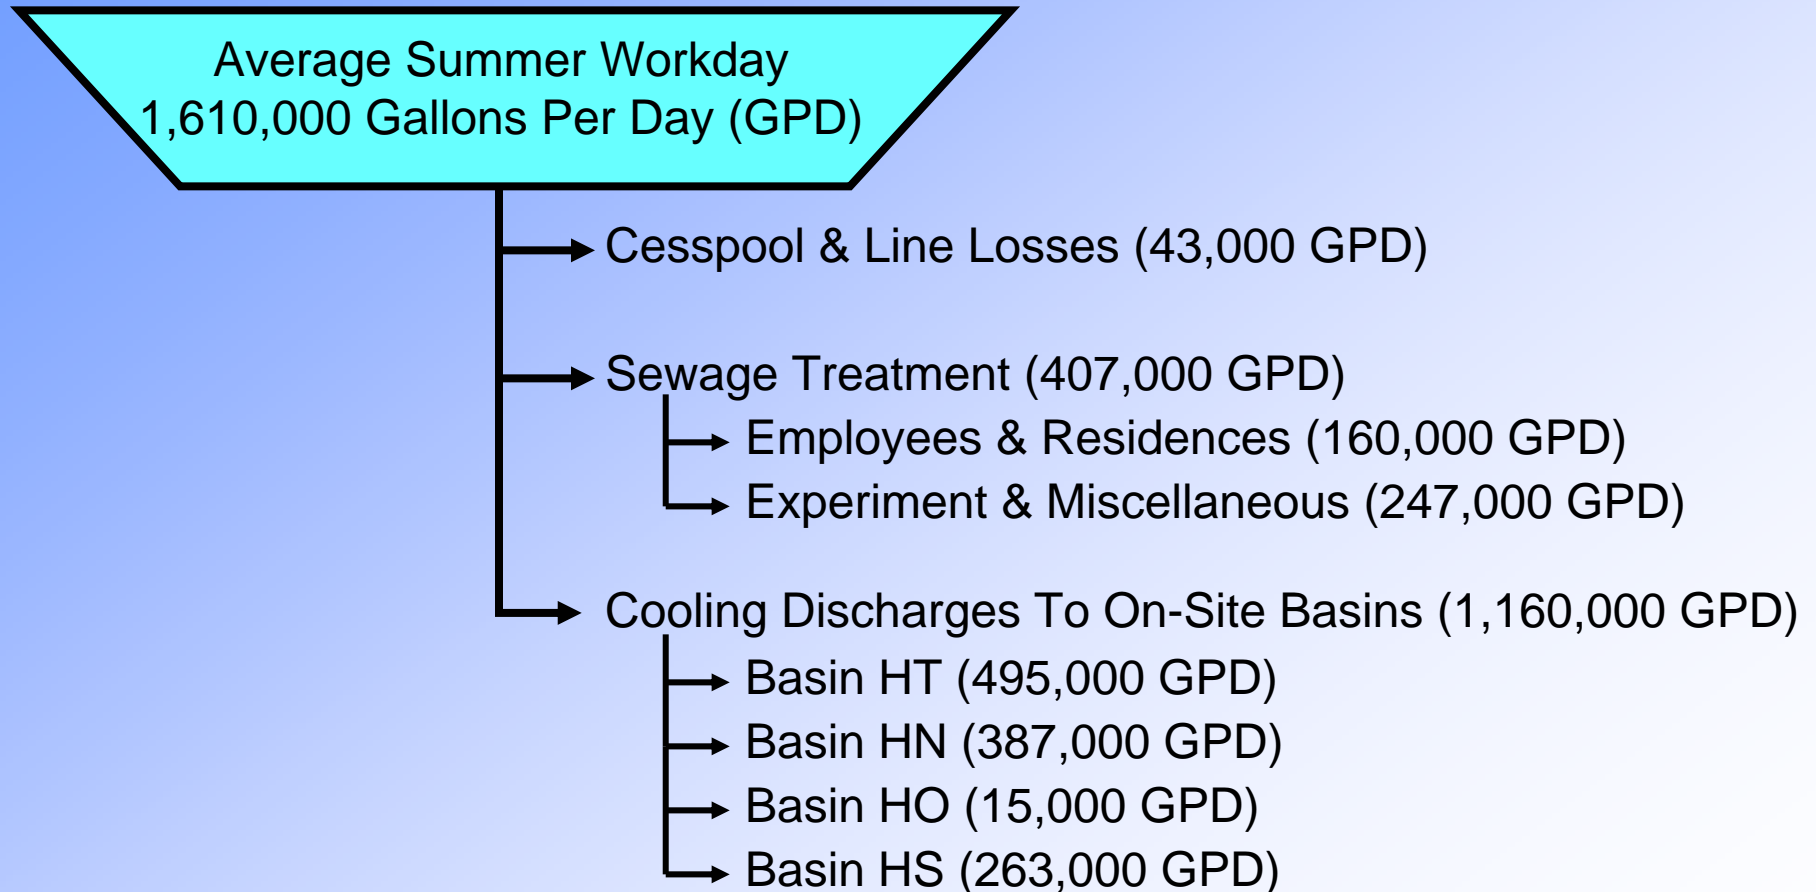 Average Summer Workday
1,610,000 Gallons Per Day (GPD)
Cesspool & Line Losses (43,000 GPD)
Sewage Treatment (407,000 GPD)
Employees & Residences (160,000 GPD)
Experiment & Miscellaneous (247,000 GPD)
Cooling Discharges To On-Site Basins (1,160,000 GPD)
Basin HT (495,000 GPD)
Basin HN (387,000 GPD)
Basin HO (15,000 GPD)
Basin HS (263,000 GPD)